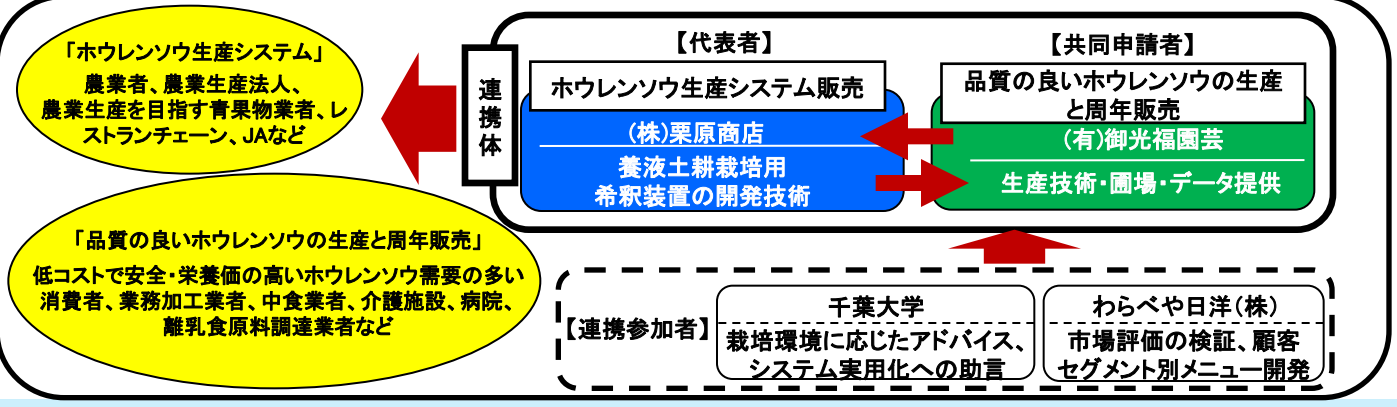 「ホウレンソウ生産システム」
農業者、農業生産法人、
農業生産を目指す青果物業者、レ
ストランチェーン、JAなど
「品質の良いホウレンソウの生産と周年販売」
低コストで安全・栄養価の高いホウレンソウ需要の多い
消費者、業務加工業者、中食業者、介護施設、病院、
離乳食原料調達業者など
連
携
体
【代表者】
ホウレンソウ生産システム販売
(株)栗原商店
養液土耕栽培用
希釈装置の開発技術
【共同申請者】
品質の良いホウレンソウの生産
と周年販売
(有)御光福園芸
生産技術・圃場・データ提供
【連携参加者】
千葉大学
栽培環境に応じたアドバイス、
システム実用化への助言
わらべや日洋(株)
市場評価の検証、顧客
セグメント別メニュー開発